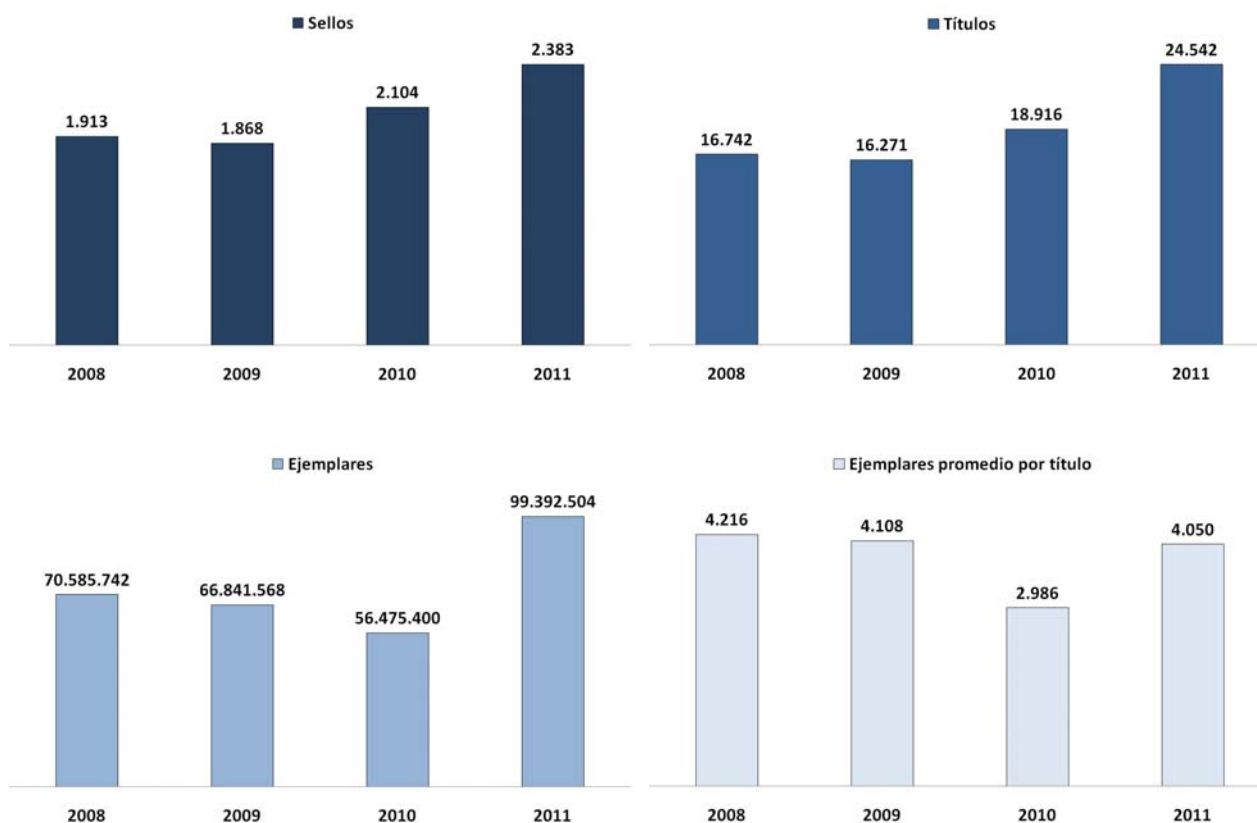 Sellos
2.383
2.104
1.913
1.868
2008 2009 2010 2011
Títulos
24.542
18.916
16.742
16.271
2008 2009 2010 2011
Ejemplares
99.392.504
70.585.742
66.841.568
56.475.400
2008 2009 2010 2011
Ejemplares promedio por título
4.216
4.108
4.050
2.986
2008 2009 2010 2011